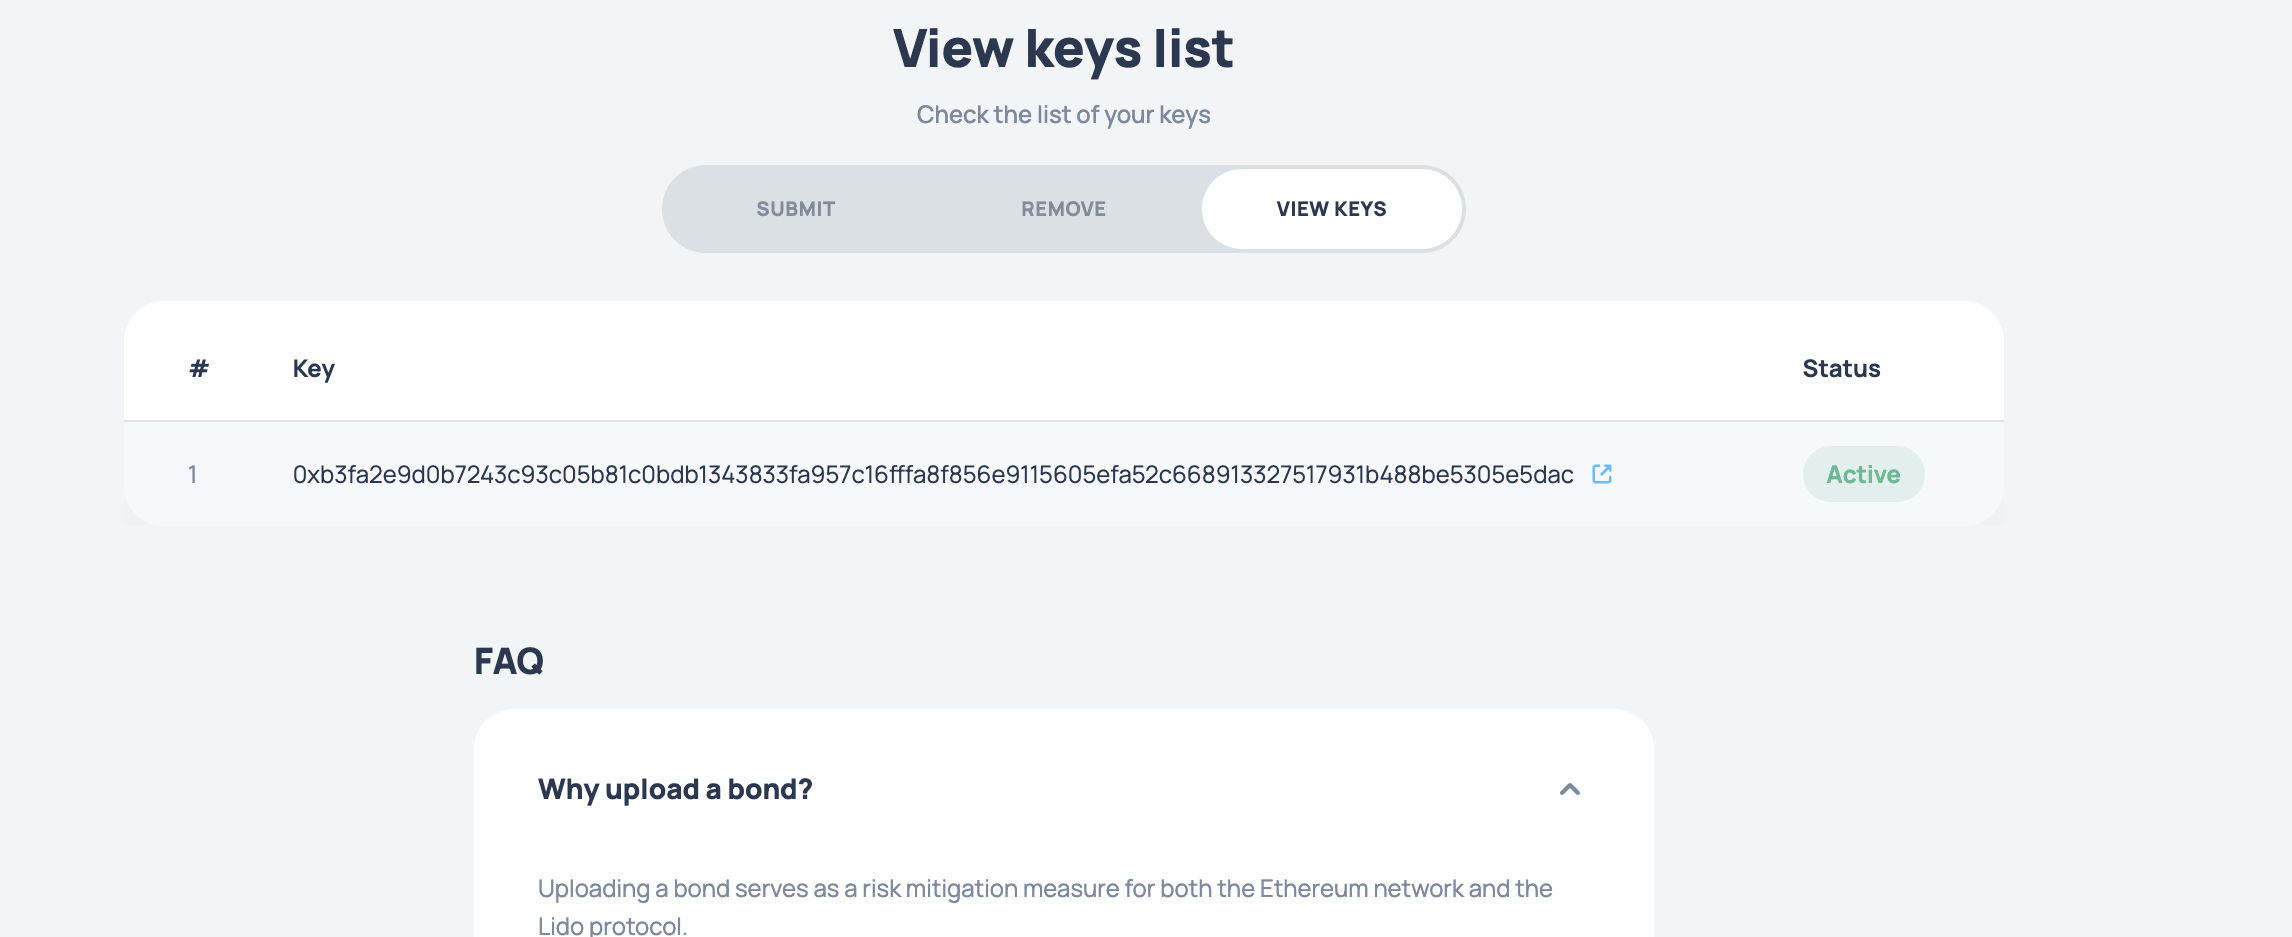 View keys list
Check the list of your keys
SUBMIT REMOVE VIEW KEYS
# Key Status
1 0xb3fa2e9d0b7243c93c05b81c0bdb1343833fa957c16fffa8f856e9115605efa52c668913327517931b488be5305e5dac Active
FAQ
Why upload a bond?
Uploading a bond serves as a risk mitigation measure for both the Ethereum network and the
Lido protocol.